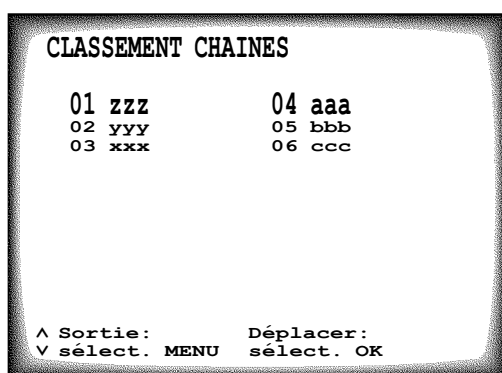 CLASSEMENT CHAINES
01 zzz 04 aaa
02 yyy 05 bbb
03 xxx 06 ccc
^ Sortie: Déplacer:
v sélect. MENU sélect. OK